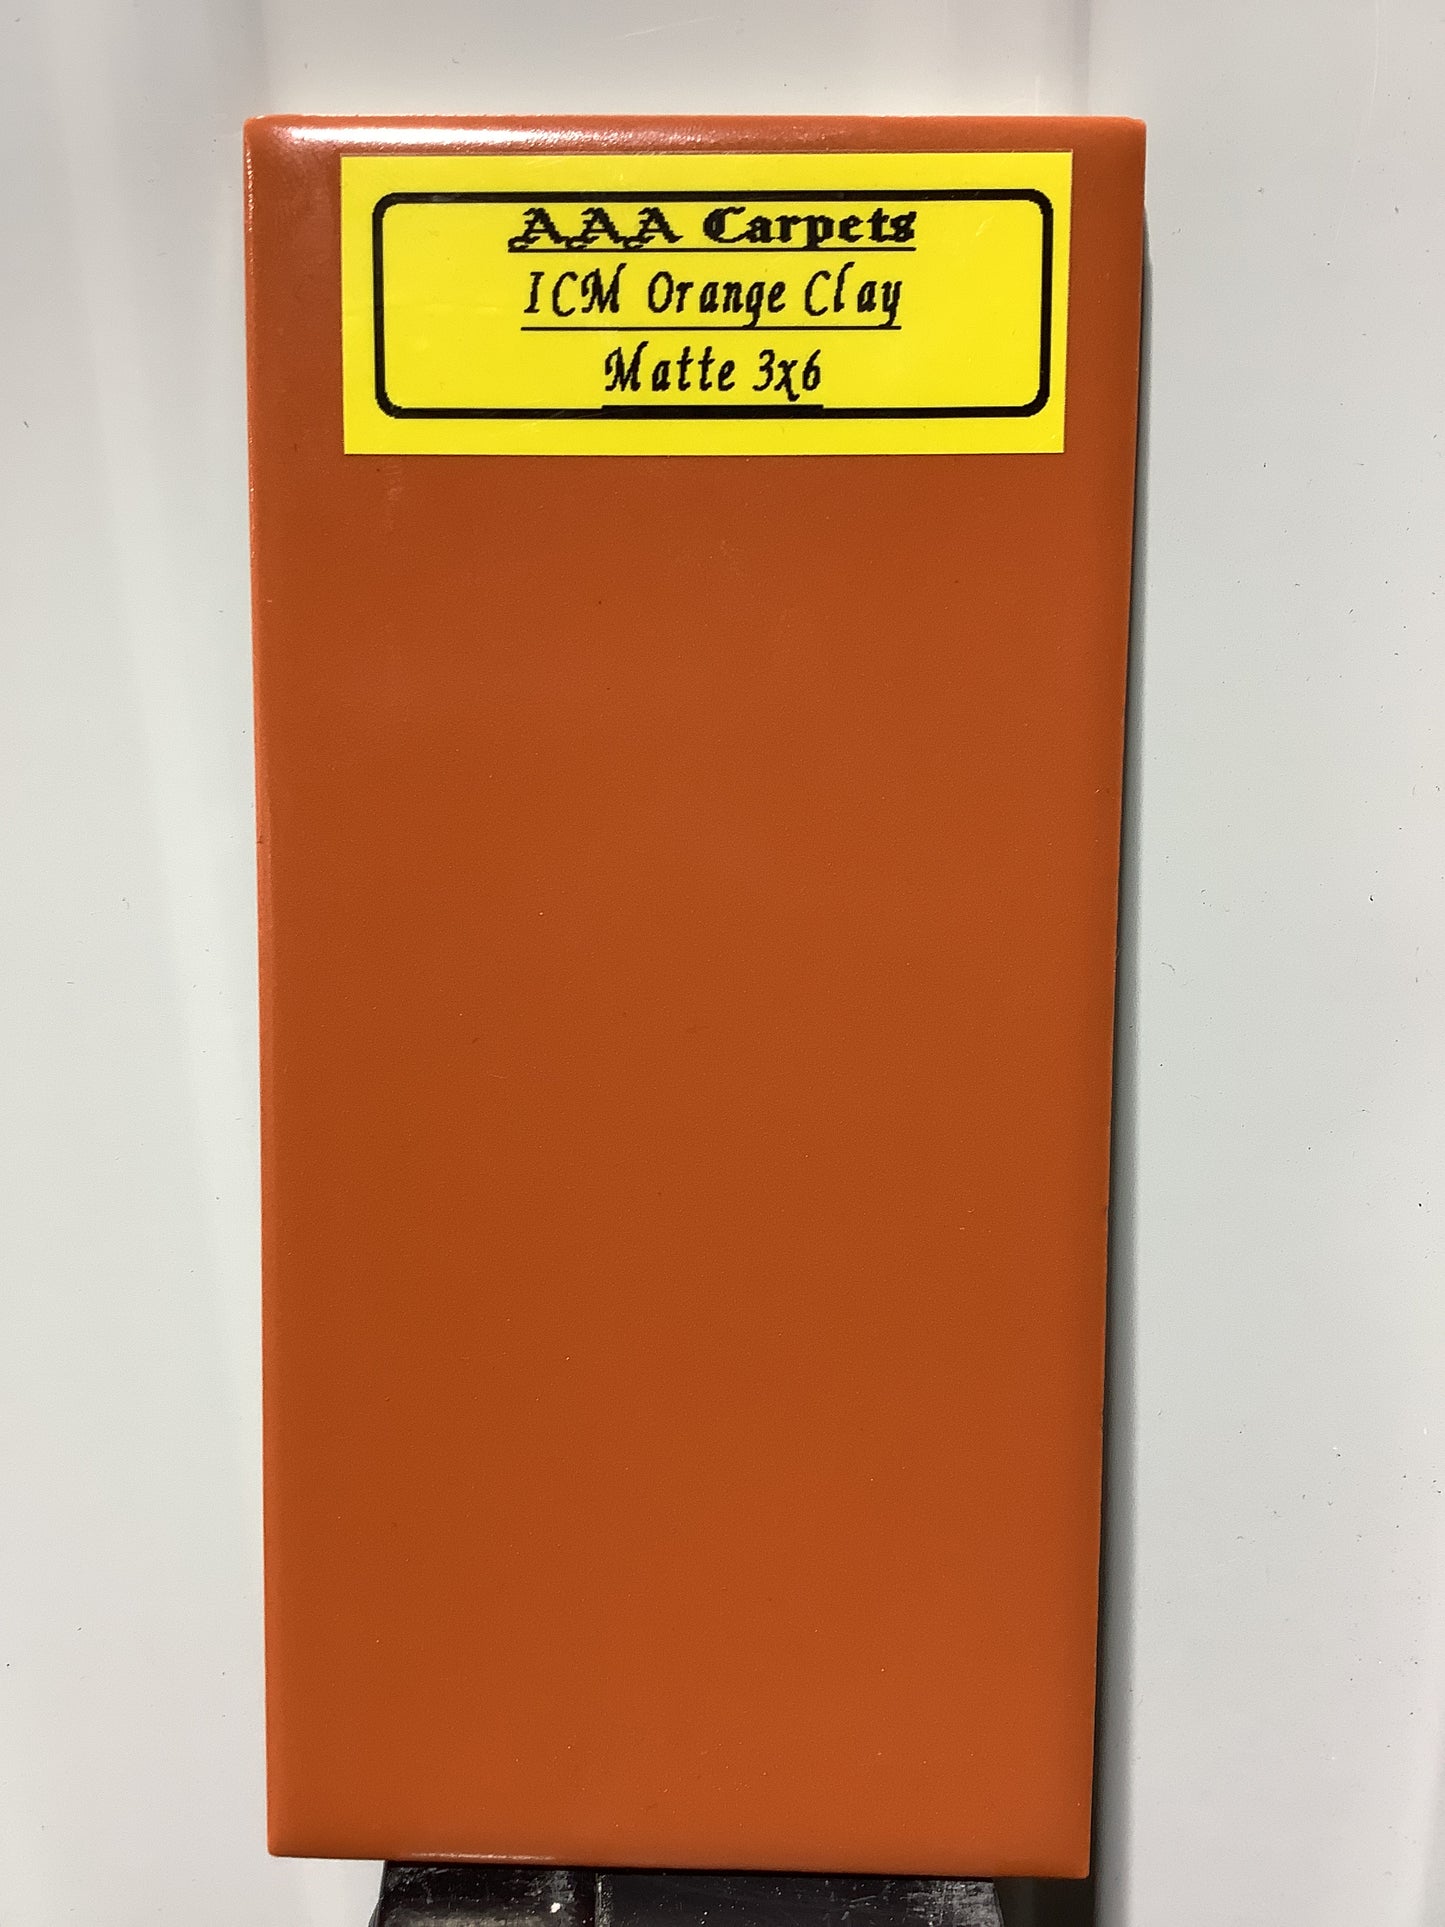 AAA Carpets
ICM Orange Clay
Matte 3x6